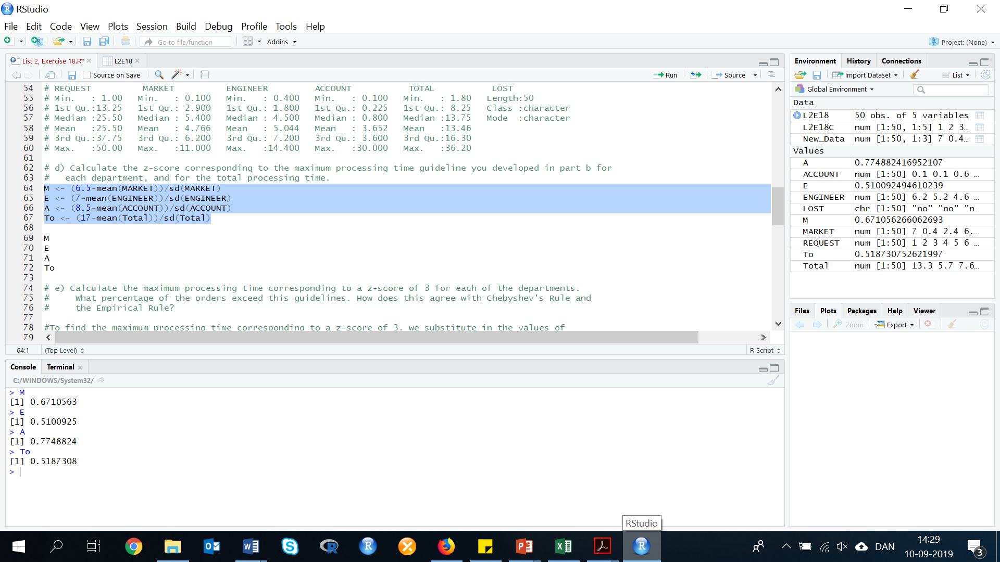 RStudio
File Edit Code View Plots Session Build Debug Profile Tools Help
Go to file/function Addins Project: (None)
List 2, Exercise 18.R* L2E18
Source on Save Run Source
54 # REQUEST MARKET ENGINEER ACCOUNT TOTAL LOST
55 # Min. : 1.00 Min. : 0.100 Min. : 0.400 Min. : 0.100 Min. : 1.80 Length:50
56 # 1st Qu.:13.25 1st Qu.: 2.900 1st Qu.: 1.800 1st Qu.: 0.225 1st Qu.: 8.25 Class :character
57 # Median :25.50 Median : 5.400 Median : 4.500 Median : 0.800 Median :13.75 Mode :character
58 # Mean :25.50 Mean : 4.766 Mean : 5.044 Mean : 3.652 Mean :13.46
59 # 3rd Qu.:37.75 3rd Qu.: 6.200 3rd Qu.: 7.200 3rd Qu.: 3.600 3rd Qu.:16.30
60 # Max. :50.00 Max. :11.000 Max. :14.400 Max. :30.000 Max. :36.20
61
62 # d) Calculate the z-score corresponding to the maximum processing time guideline you developed in part b for
63 # each department, and for the total processing time.
64 M <- (6.5-mean(MARKET))/sd(MARKET)
65 E <- (7-mean(ENGINEER))/sd(ENGINEER)
66 A <- (8.5-mean(ACCOUNT))/sd(ACCOUNT)
67 To <- (17-mean(Total))/sd(Total)
68
69 M
70 E
71 A
72 To
73
74 # e) Calculate the maximum processing time corresponding to a z-score of 3 for each of the departments.
75 # What percentage of the orders exceed this guidelines. How does this agree with Chebyshev's Rule and
76 # the Empirical Rule?
77
78 #To find the maximum processing time corresponding to a z-score of 3, we substitute in the values of
79
64:1 (Top Level) R Script
Console Terminal
C:/WINDOWS/System32/
> M
[1] 0.6710563
> E
[1] 0.5100925
> A
[1] 0.7748824
> To
[1] 0.5187308
>
Environment History Connections
Import Dataset List
Global Environment
Data
L2E18 50 obs. of 5 variables
L2E18C num [1:50, 1:5] 1 2 3…
New_Data num [1:50, 1:3] 7 0.4…
Values
A 0.774882416952107
ACCOUNT num [1:50] 0.1 0.1 0.6 …
E 0.510092494610239
ENGINEER num [1:50] 6.2 5.2 4.6 …
LOST chr [1:50] "no" "no" "n…
M 0.671056266062693
MARKET num [1:50] 7 0.4 2.4 6.…
REQUEST num [1:50] 1 2 3 4 5 6 …
To 0.518730752621997
Total num [1:50] 13.3 5.7 7.6…
Files Plots Packages Help Viewer
Zoom Export
RStudio
DAN
14:29
10-09-2019
3